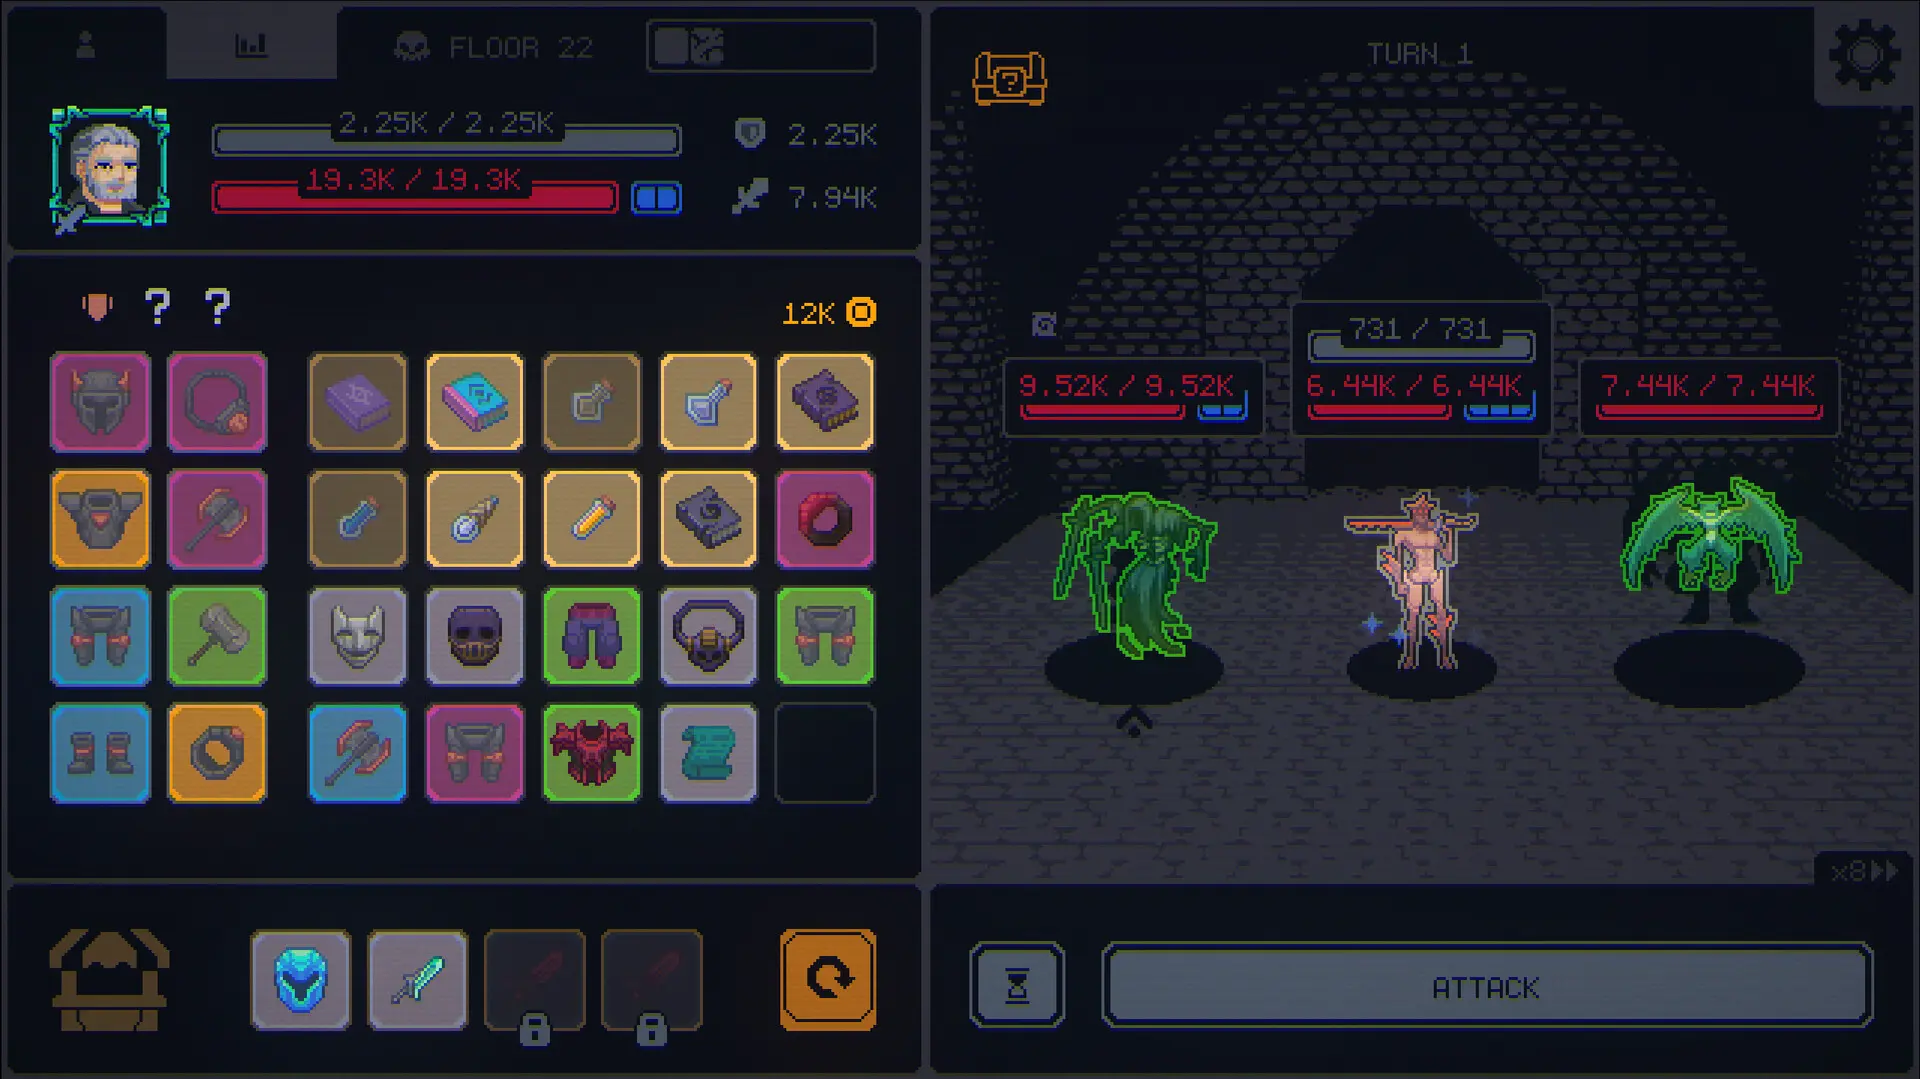 FLOOR 22
2.25K / 2.25K
2.25K
19.3K / 19.3K
7.94K
? ?
12K
TURN 1
?
731 / 731
9.52K / 9.52K
6.44K / 6.44K
7.44K / 7.44K
x8
ATTACK